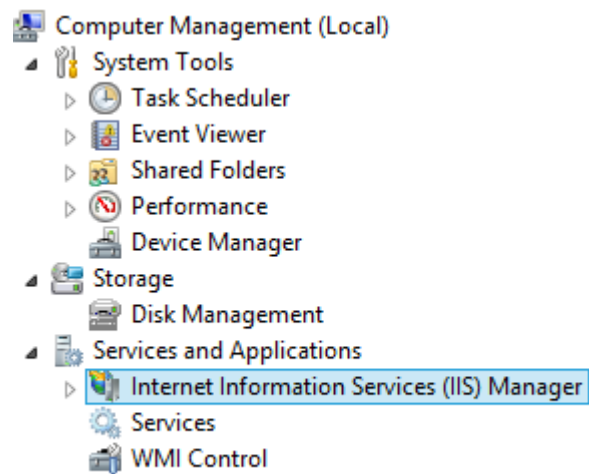 Computer Management (Local)
System Tools
Task Scheduler
Event Viewer
Shared Folders
Performance
Device Manager
Storage
Disk Management
Services and Applications
Internet Information Services (IIS) Manager
Services
WMI Control